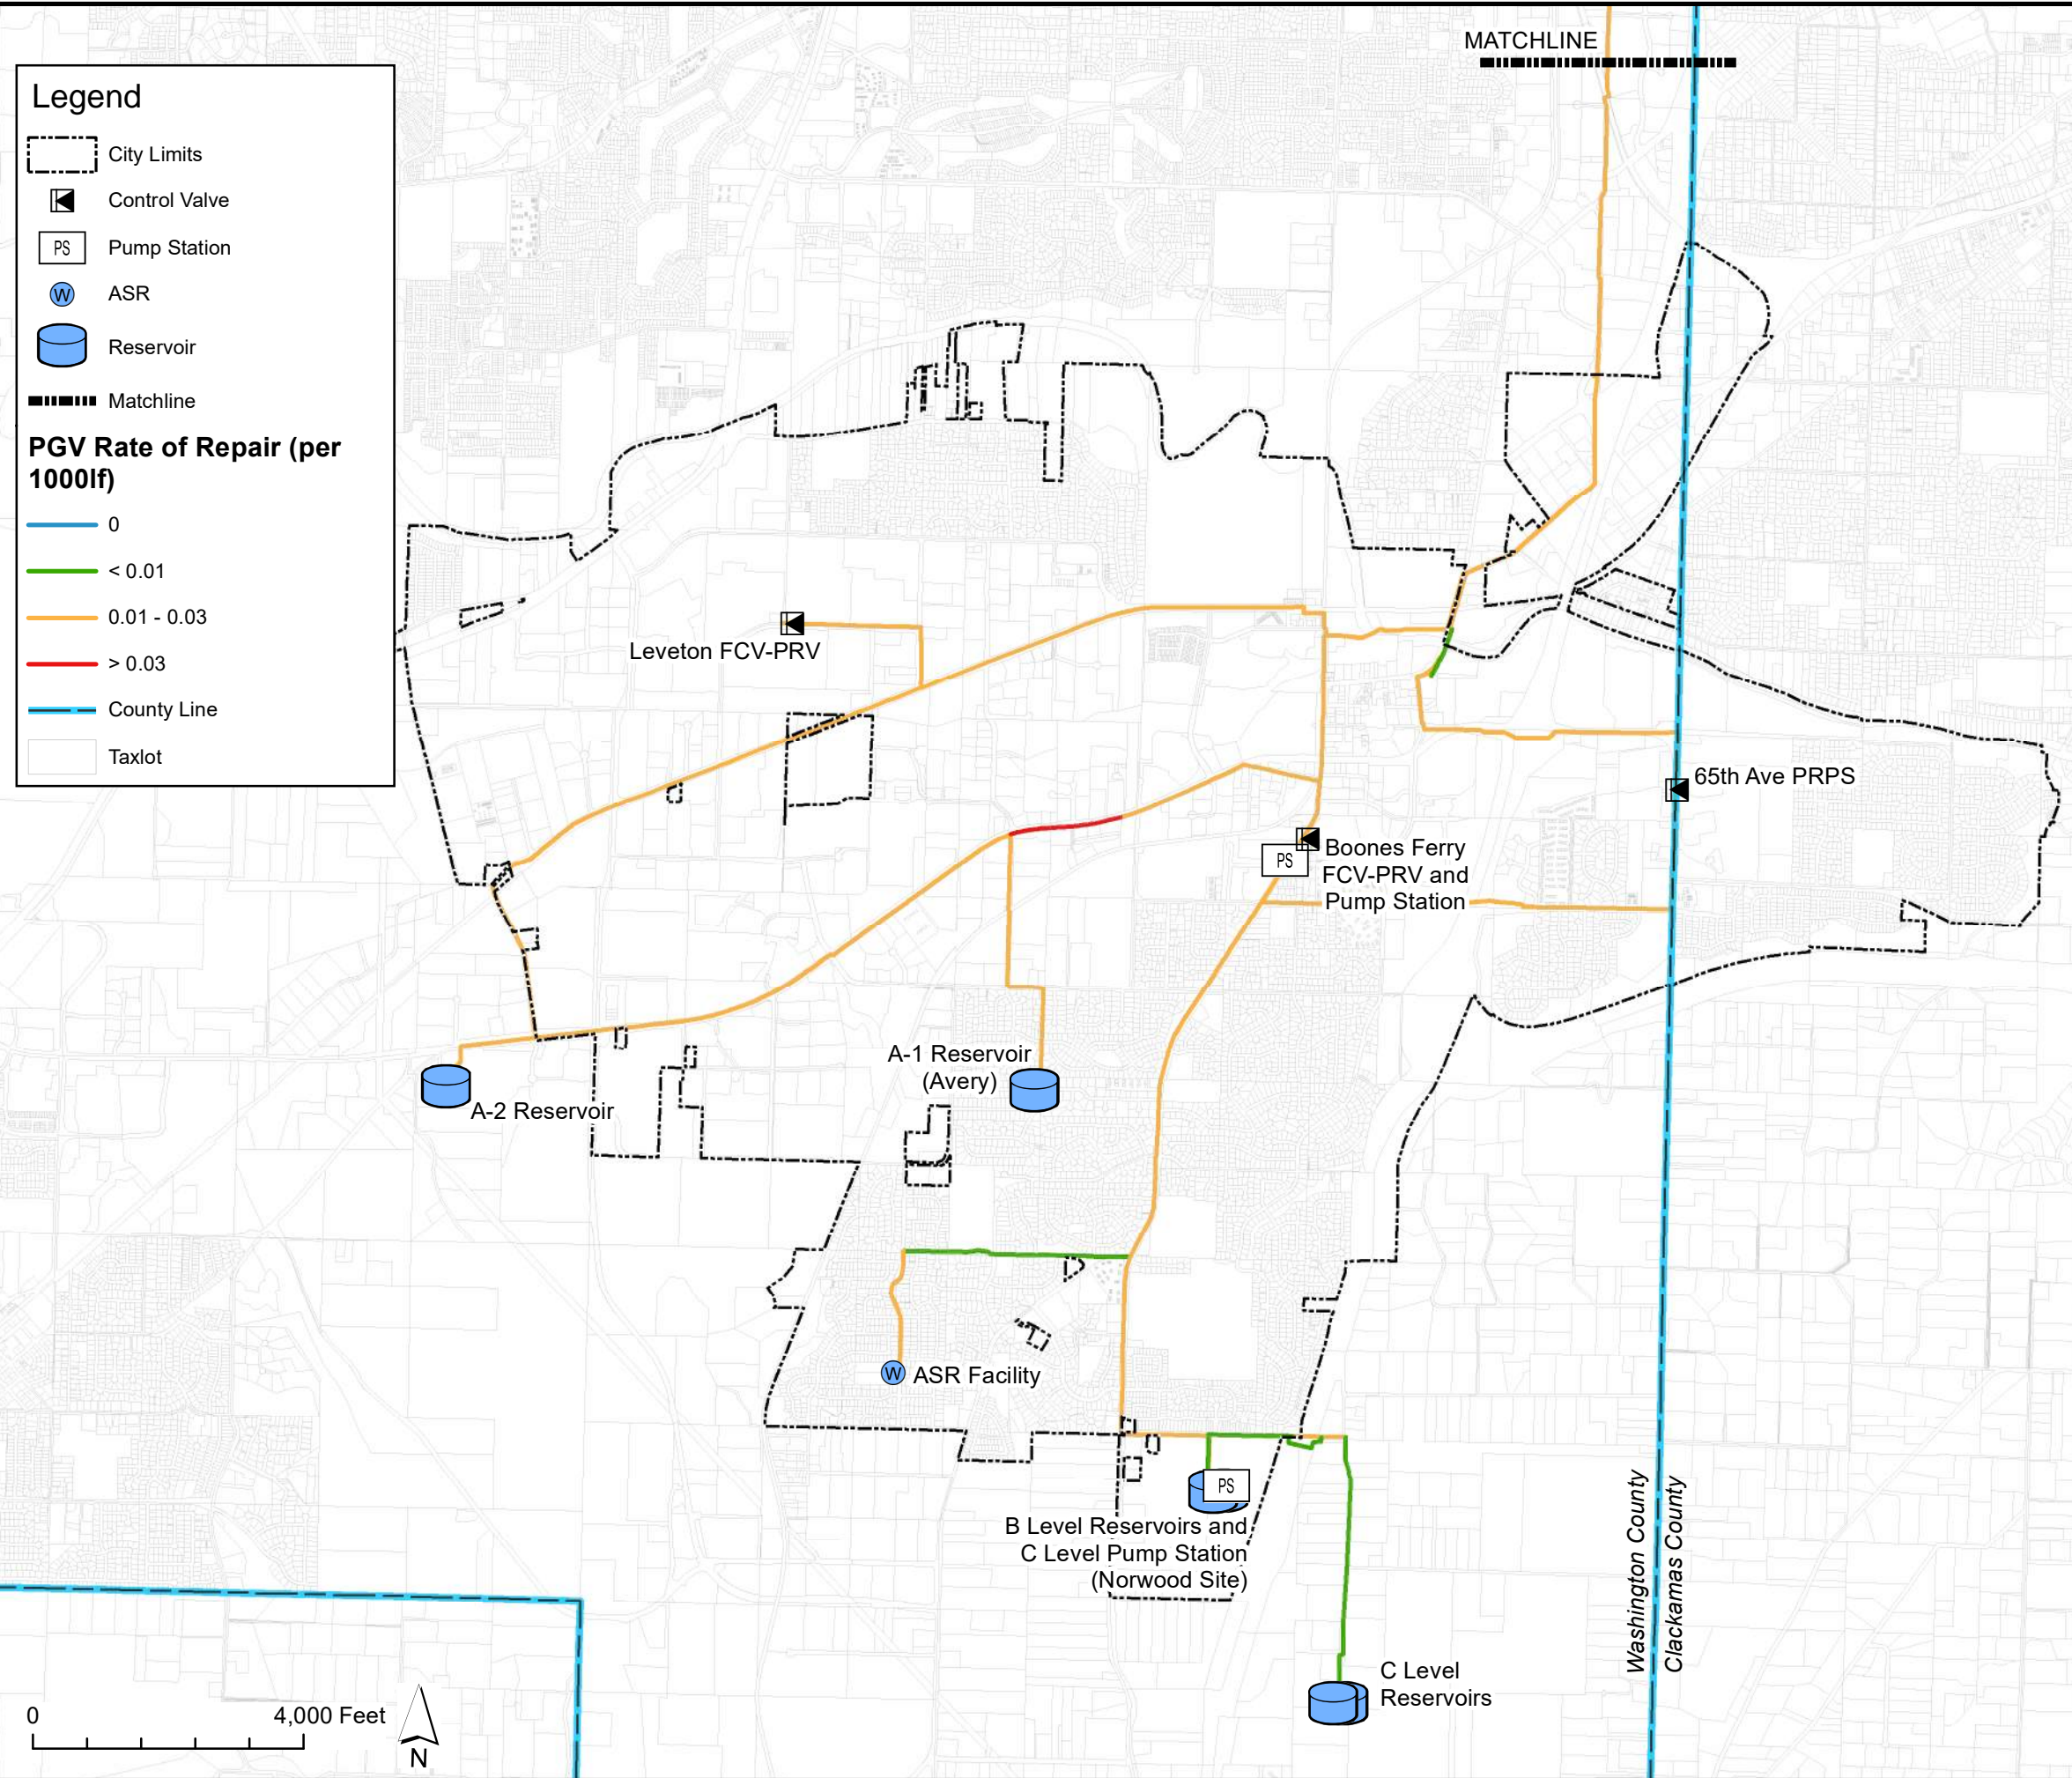 MATCHLINE
Legend
City Limits
Control Valve
PS
Pump Station
W
ASR
Reservoir
Matchline
PGV Rate of Repair (per
1000lf)
0
< 0.01
0.01 - 0.03
> 0.03
County Line
Taxlot
Leveton FCV-PRV
65th Ave PRPS
PS
Boones Ferry
FCV-PRV and
Pump Station
A-1 Reservoir
(Avery)
A-2 Reservoir
W
ASR Facility
PS
B Level Reservoirs and
C Level Pump Station
(Norwood Site)
Washington County
Clackamas County
C Level
Reservoirs
0
4,000 Feet
N